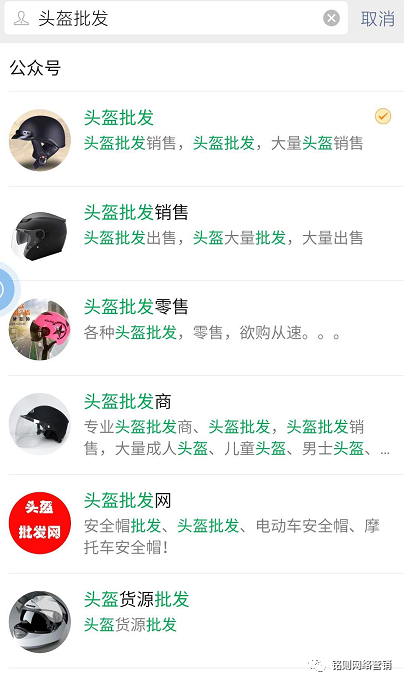 头盔批发
取消
公众号
头盔批发
头盔批发销售，头盔批发，大量头盔销售
头盔批发销售
头盔批发出售，头盔大量批发，大量出售
头盔批发零售
各种头盔批发，零售，欲购从速。。。
头盔批发商
专业头盔批发商、头盔批发，头盔批发销
售，大量成人头盔、儿童头盔、男士头盔、...
头盔
批发网
头盔批发网
安全帽批发、头盔批发、电动车安全帽、摩
托车安全帽！
头盔货源批发
头盔货源批发
铭则网络营销